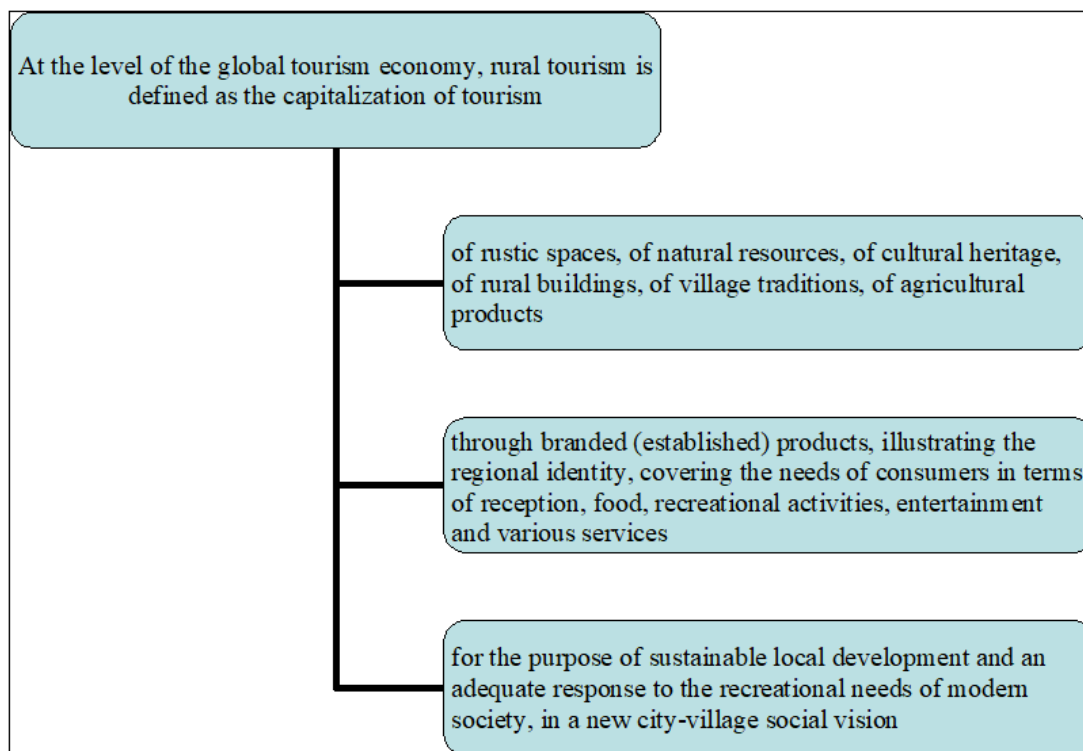 At the level of the global tourism economy, rural tourism is
defined as the capitalization of tourism
of rustic spaces, of natural resources, of cultural heritage,
of rural buildings, of village traditions, of agricultural
products
through branded (established) products, illustrating the
regional identity, covering the needs of consumers in terms
of reception, food, recreational activities, entertainment
and various services
for the purpose of sustainable local development and an
adequate response to the recreational needs of modern
society, in a new city-village social vision